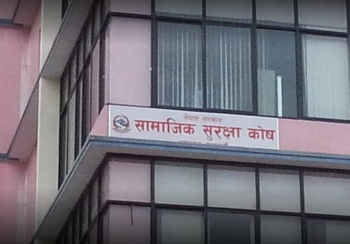 नेपाल सरकार
सामाजिक सुरक्षा कोष